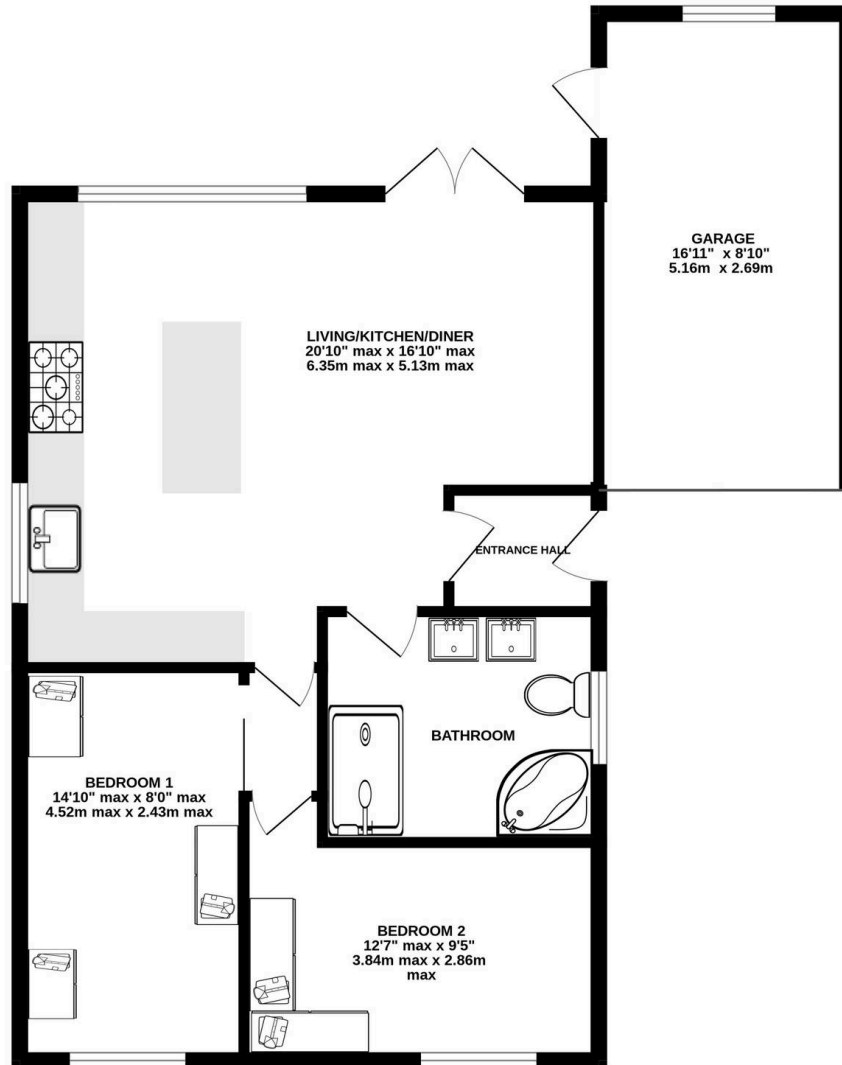 GARAGE
16'11" x 8'10"
5.16m x 2.69m
LIVING/KITCHEN/DINER
20'10" max x 16'10" max
6.35m max x 5.13m max
ENTRANCE HALL
BATHROOM
BEDROOM 1
14'10" max x 8'0" max
4.52m max x 2.43m max
BEDROOM 2
12'7" max x 9'5"
3.84m max x 2.86m
max